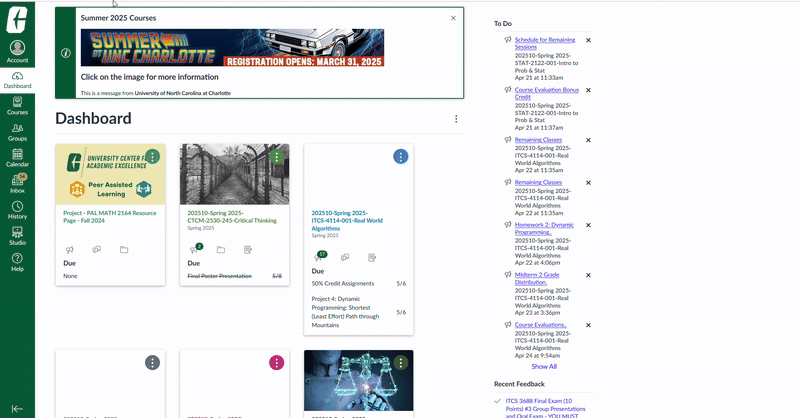 Account
Dashboard
Courses
Groups
Calendar
Inbox
History
Studio
Help
Summer 2025 Courses
SUMMER
AT UNC CHARLOTTE
REGISTRATION OPENS: MARCH 31, 2025
Click on the image for more information
This is a message from University of North Carolina at Charlotte
Dashboard
UNIVERSITY CENTER FOR
ACADEMIC EXCELLENCE
Peer Assisted
Learning
Project - PAL MATH 2164 Resource
Page - Fall 2024
Due
None
202510-Spring 2025-
CTCM-2530-245-Critical Thinking
Spring 2025
2
Due
Final Poster Presentation 5/8
202510-Spring 2025-
ITCS-4114-001-Real World
Algorithms
Spring 2025
17
Due
50% Credit Assignments 5/6
Project 4: Dynamic
Programming: Shortest
(Least Effort) Path through
Mountains
5/6
To Do
Schedule for Remaining
Sessions
202510-Spring 2025-
STAT-2122-001-Intro to
Prob & Stat
Apr 21 at 11:33am
Course Evaluation Bonus
Credit
202510-Spring 2025-
STAT-2122-001-Intro to
Prob & Stat
Apr 21 at 11:37am
Remaining Classes
202510-Spring 2025-
ITCS-4114-001-Real
World Algorithms
Apr 22 at 11:35am
Remaining Classes
202510-Spring 2025-
ITCS-4114-001-Real
World Algorithms
Apr 22 at 11:35am
Homework 2: Dynamic
Programming..
202510-Spring 2025-
ITCS-4114-001-Real
World Algorithms
Apr 22 at 4:06pm
Midterm 2 Grade
Distribution.
202510-Spring 2025-
ITCS-4114-001-Real
World Algorithms
Apr 23 at 3:36pm
Course Evaluations..
202510-Spring 2025-
ITCS-4114-001-Real
World Algorithms
Apr 24 at 9:54am
Show All
Recent Feedback
ITCS 3688 Final Exam (10
Points) #3 Group Presentations
and Oral Exam - YOU MUST